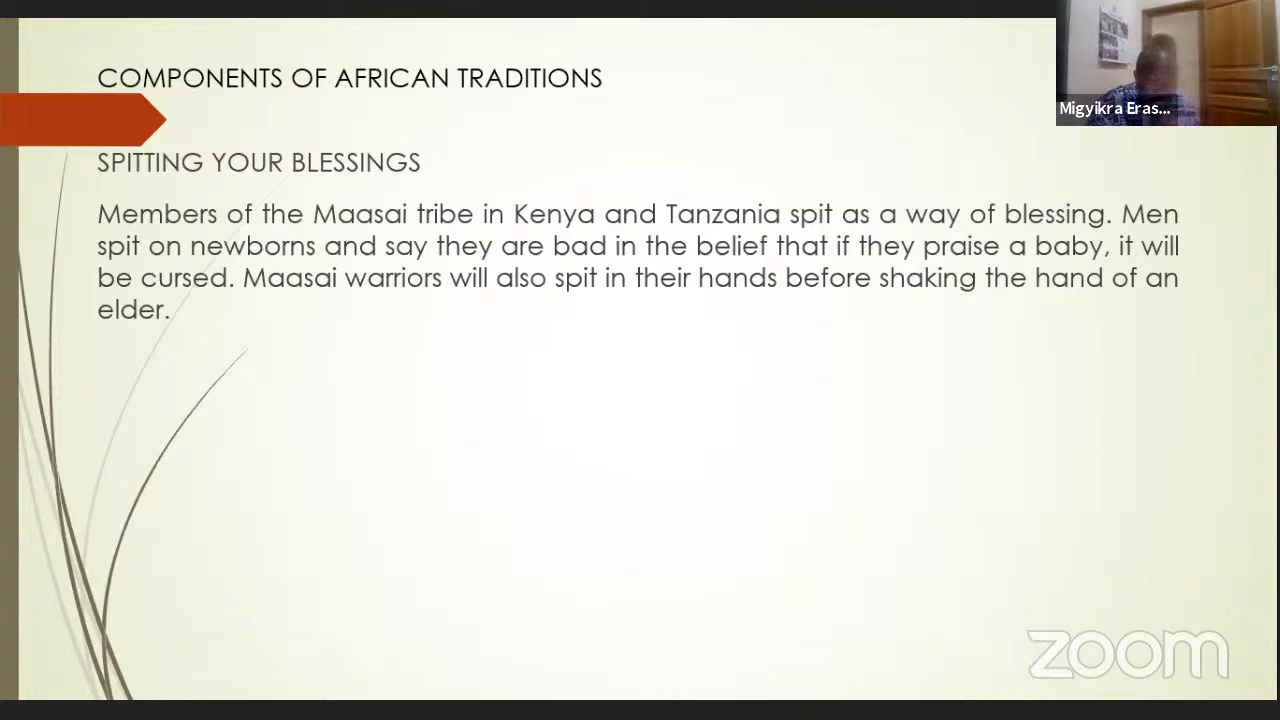 COMPONENTS OF AFRICAN TRADITIONS
Migyikra Eras...
SPITTING YOUR BLESSINGS
Members of the Maasai tribe in Kenya and Tanzania spit as a way of blessing. Men
spit on newborns and say they are bad in the belief that if they praise a baby, it will
be cursed. Maasai warriors will also spit in their hands before shaking the hand of an
elder.
zoom